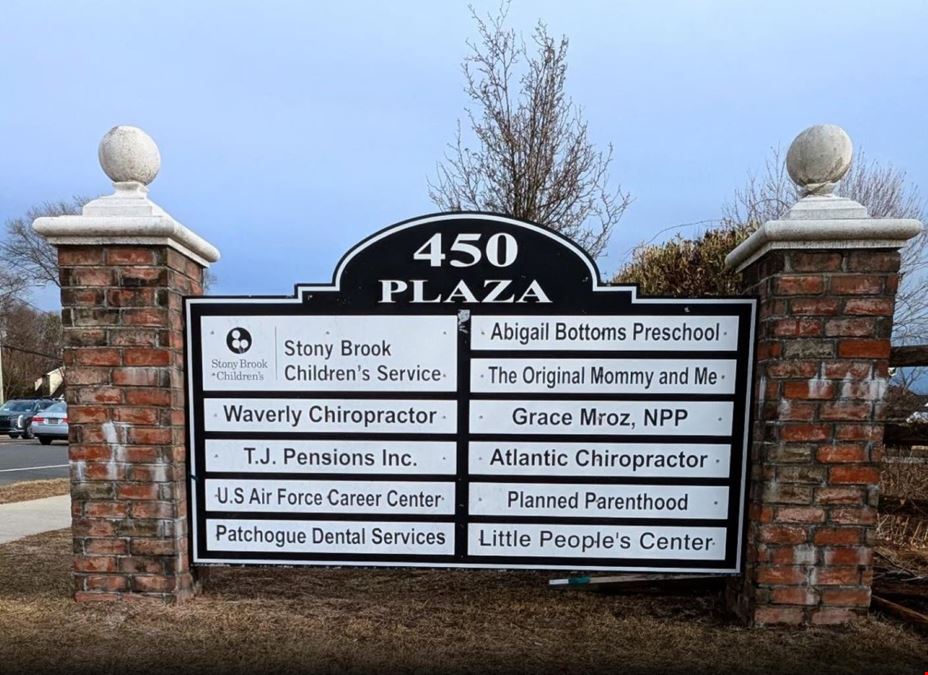 450
PLAZA
Stony Brook
Children's
Stony Brook
Children's Service
Waverly Chiropractor
T.J. Pensions Inc.
U.S Air Force Career Center
Patchogue Dental Services
Abigail Bottoms Preschool
The Original Mommy and Me
Grace Mroz, NPP
Atlantic Chiropractor
Planned Parenthood
Little People's Center